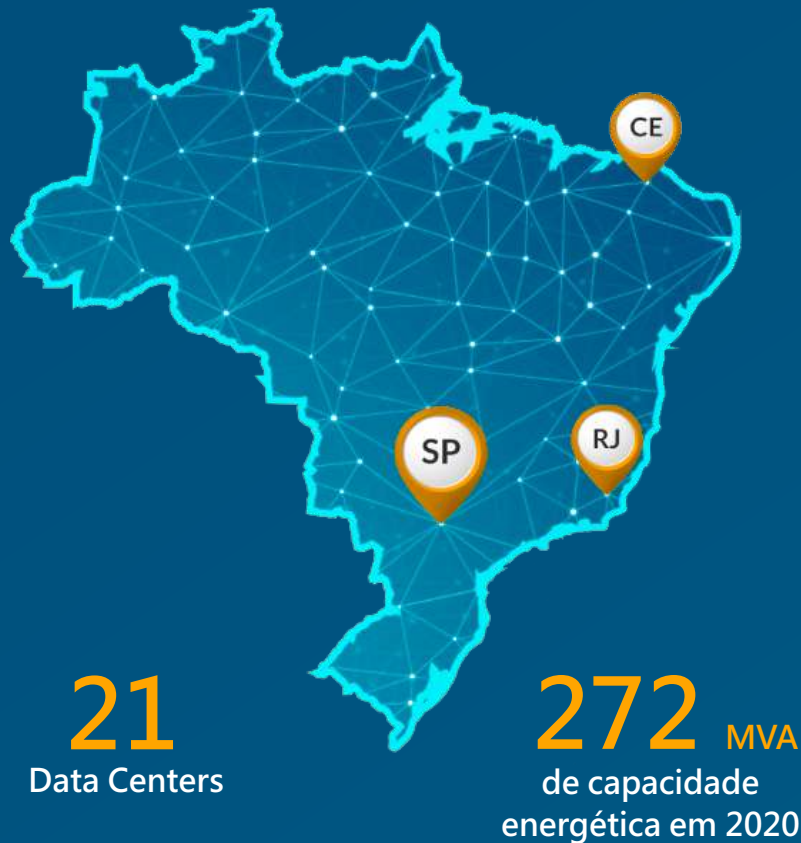 CE
SP
RJ
21
Data Centers
272 MVA
de capacidade
energética em 2020